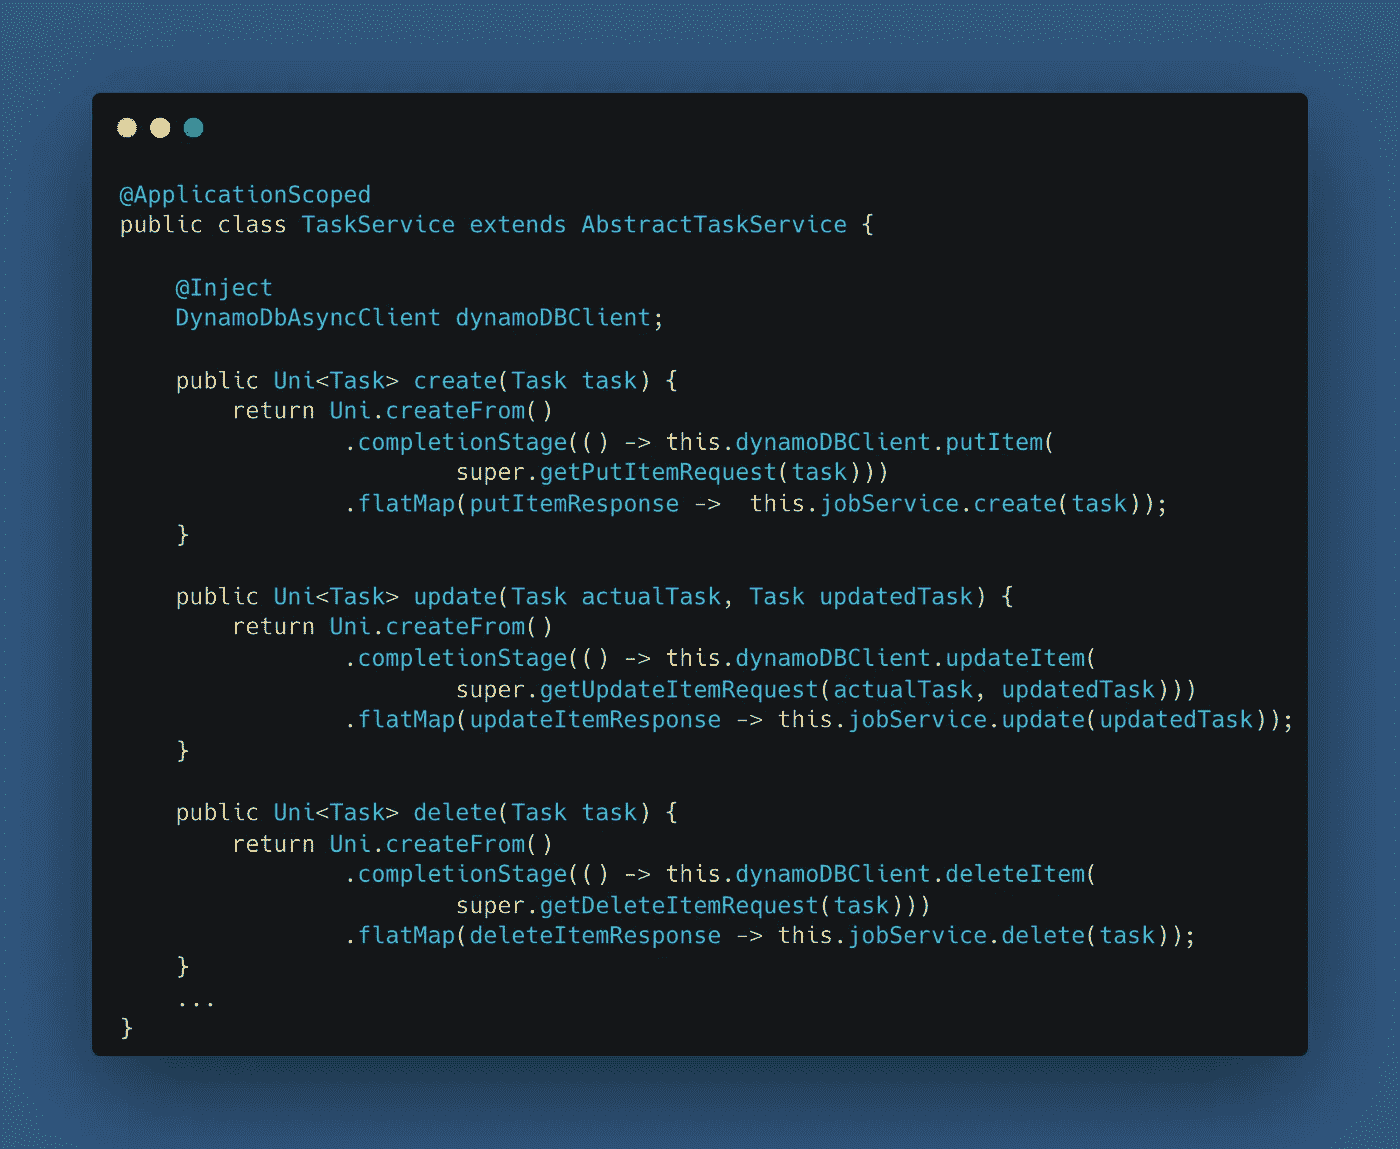 @ApplicationScoped
public class TaskService extends AbstractTaskService {
@Inject
DynamoDbAsyncClient dynamoDBClient;
public Uni<Task> create(Task task) {
return Uni.createFrom()
.completionStage(() -> this.dynamoDBClient.putItem(
super.getPutItemRequest(task)))
.flatMap(putItemResponse ->  this.jobService.create(task));
}
public Uni<Task> update(Task actualTask, Task updatedTask) {
return Uni.createFrom()
.completionStage(() -> this.dynamoDBClient.updateItem(
super.getUpdateItemRequest(actualTask, updatedTask)))
.flatMap(updateItemResponse -> this.jobService.update(updatedTask));
}
public Uni<Task> delete(Task task) {
return Uni.createFrom()
.completionStage(() -> this.dynamoDBClient.deleteItem(
super.getDeleteItemRequest(task)))
.flatMap(deleteItemResponse -> this.jobService.delete(task));
}
...
}